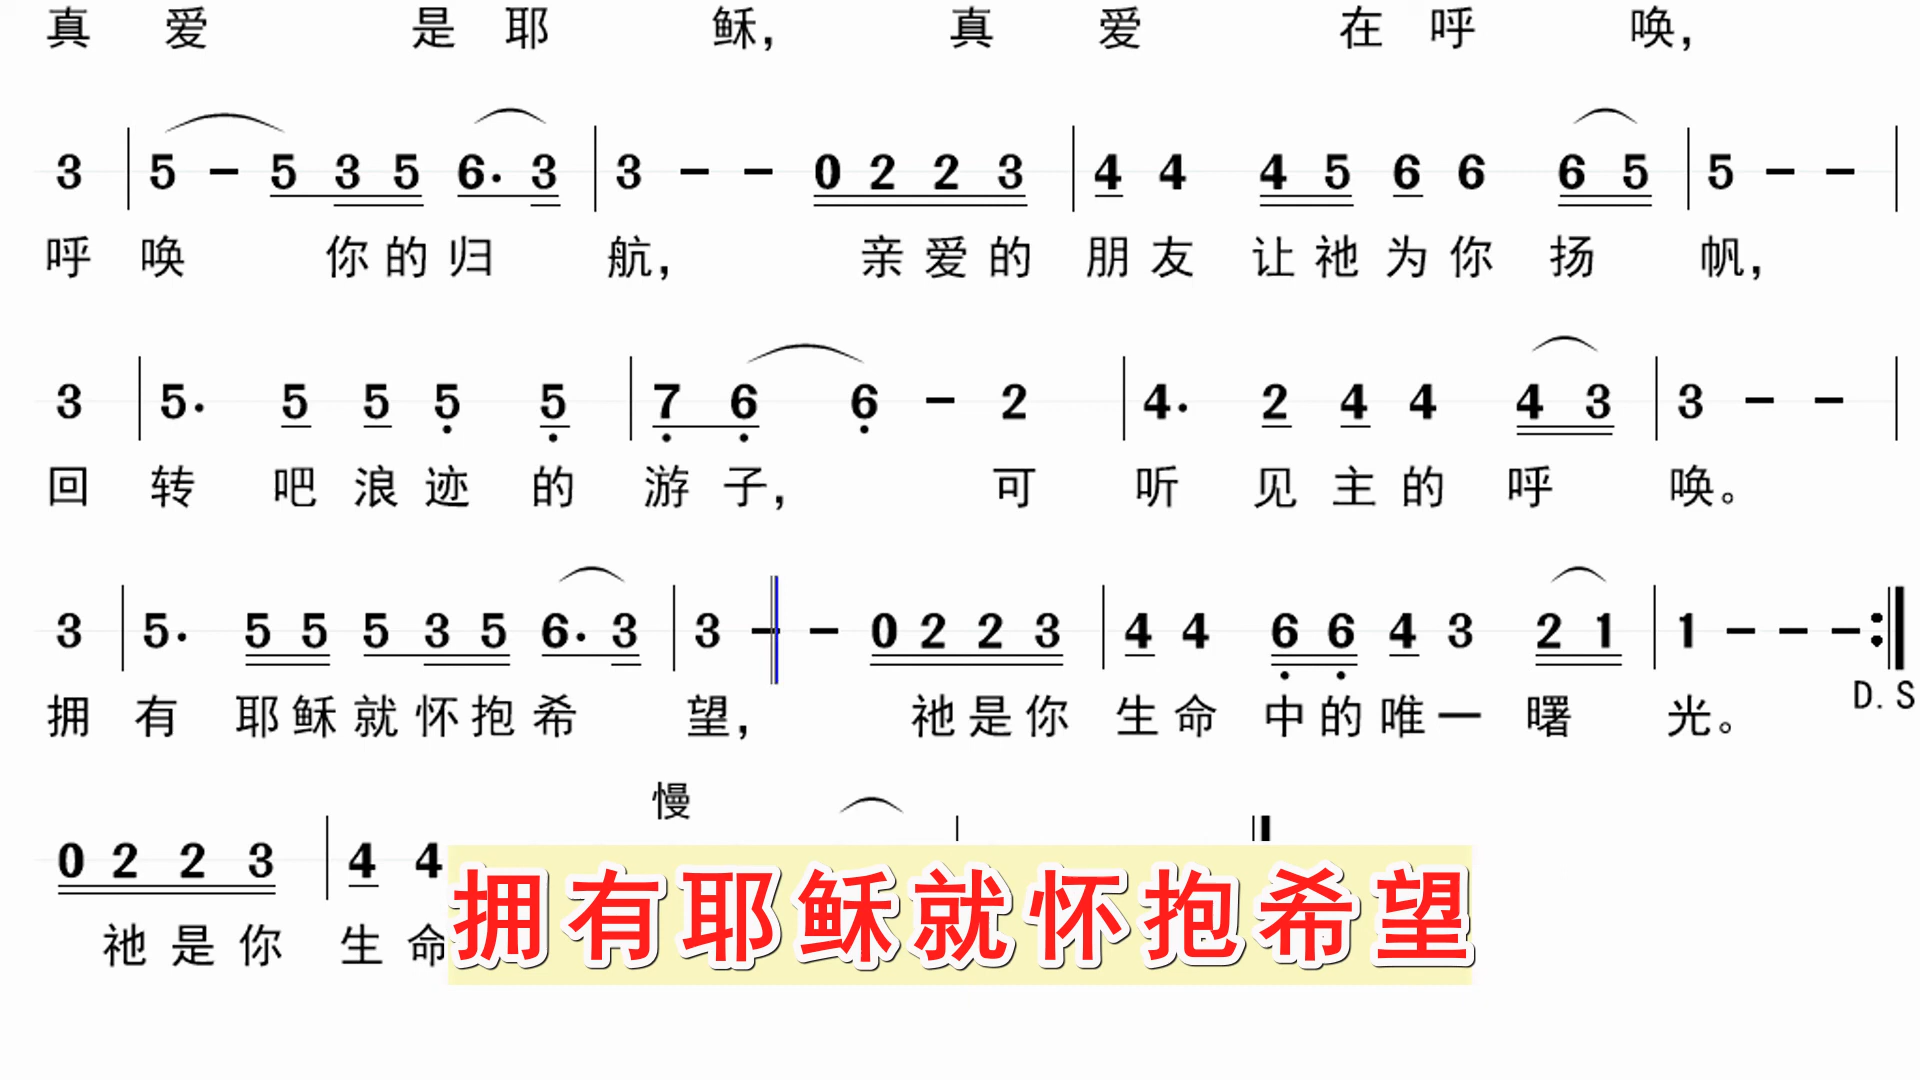 真爱是耶稣，真爱在呼唤，
3 | 5 - 5 3 5 6. 3 | 3 - - 0 2 2 3 | 4 4 4 5 6 6 6 5 | 5 - - |
呼唤你的归航，亲爱的朋友让祂为你扬帆，
3 | 5. 5 5 5 5 | 7 6 6 - 2 | 4. 2 4 4 4 3 | 3 - - |
回转吧浪迹的游子，可听见主的呼唤。
3 | 5. 5 5 5 3 5 6. 3 | 3 - - 0 2 2 3 | 4 4 6 6 4 3 2 1 | 1 - - - :|
拥有耶稣就怀抱希望，祂是你生命中的唯一曙光。
D.S
慢
0 2 2 3 | 4 4
祂是你生命
拥有耶稣就怀抱希望